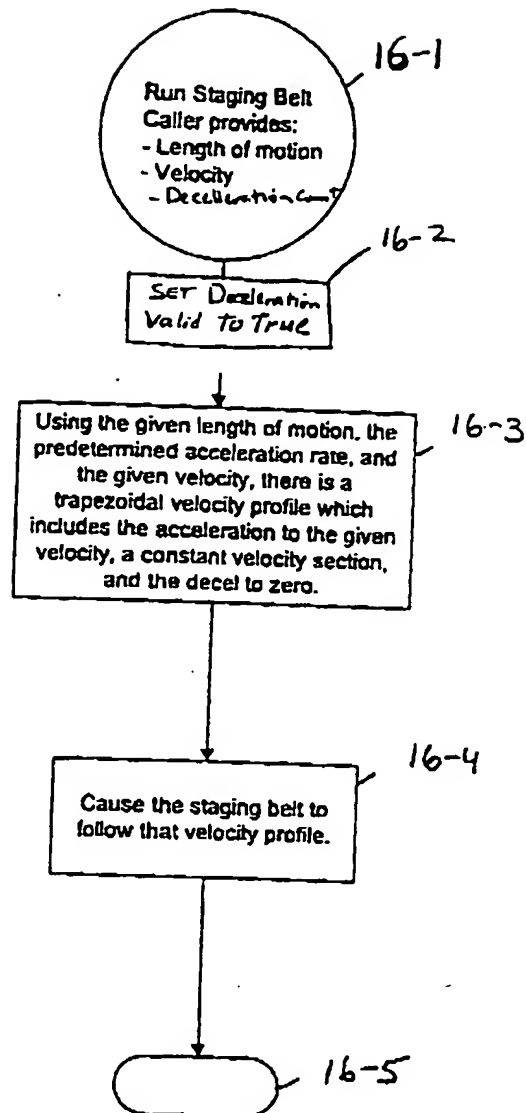 16-1
Run Staging Belt
Caller provides:
- Length of motion
- Velocity
- Decelleration Const
16-2
SET Deceleration
Valid To True
16-3
Using the given length of motion, the
predetermined acceleration rate, and
the given velocity, there is a
trapezoidal velocity profile which
includes the acceleration to the given
velocity, a constant velocity section,
and the decel to zero.
16-4
Cause the staging belt to
follow that velocity profile.
16-5